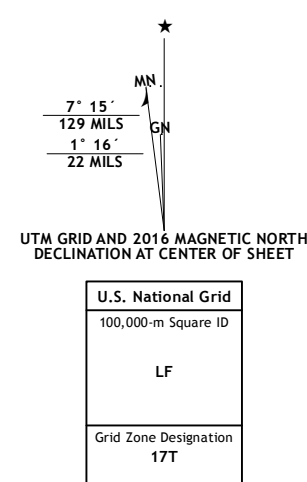 ★
MN
7° 15´
129 MILS
GN
1° 16´
22 MILS
UTM GRID AND 2016 MAGNETIC NORTH
DECLINATION AT CENTER OF SHEET
U.S. National Grid
100,000-m Square ID
LF
Grid Zone Designation
17T